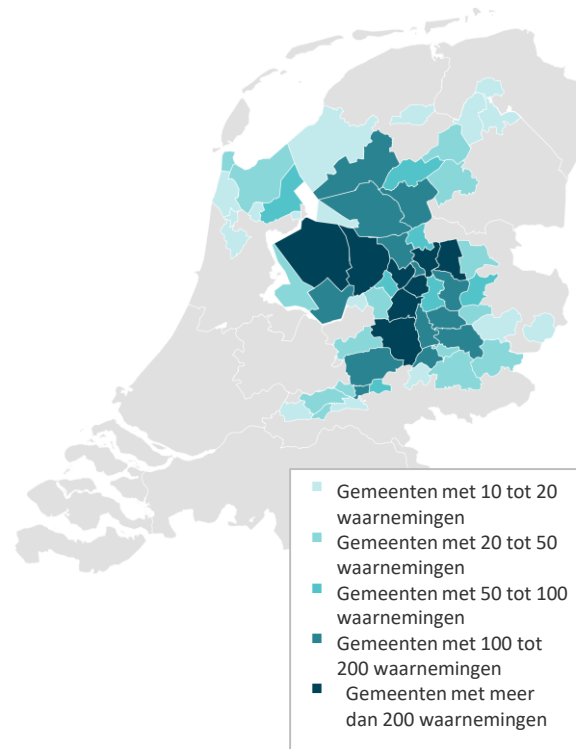 Gemeenten met 10 tot 20
waarnemingen
Gemeenten met 20 tot 50
waarnemingen
Gemeenten met 50 tot 100
waarnemingen
Gemeenten met 100 tot
200 waarnemingen
Gemeenten met meer
dan 200 waarnemingen